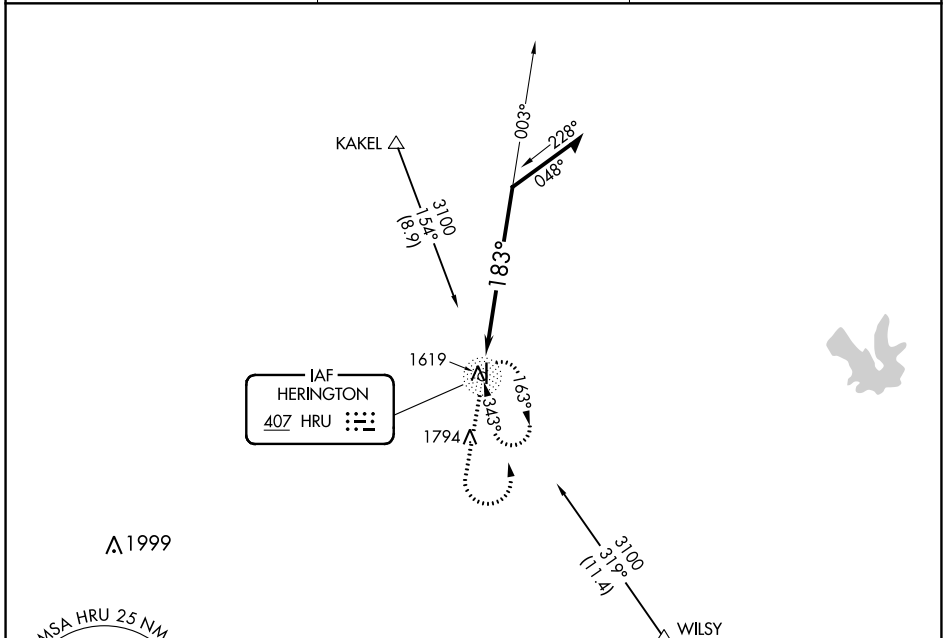 003°
228°
048°
KAKEL
3100
154°
(8.9)
183°
1619
IAF
HERINGTON
407 HRU
163°
343°
1794
1999
3100
319°
(11.4)
MSA HRU 25 NM
WILSY